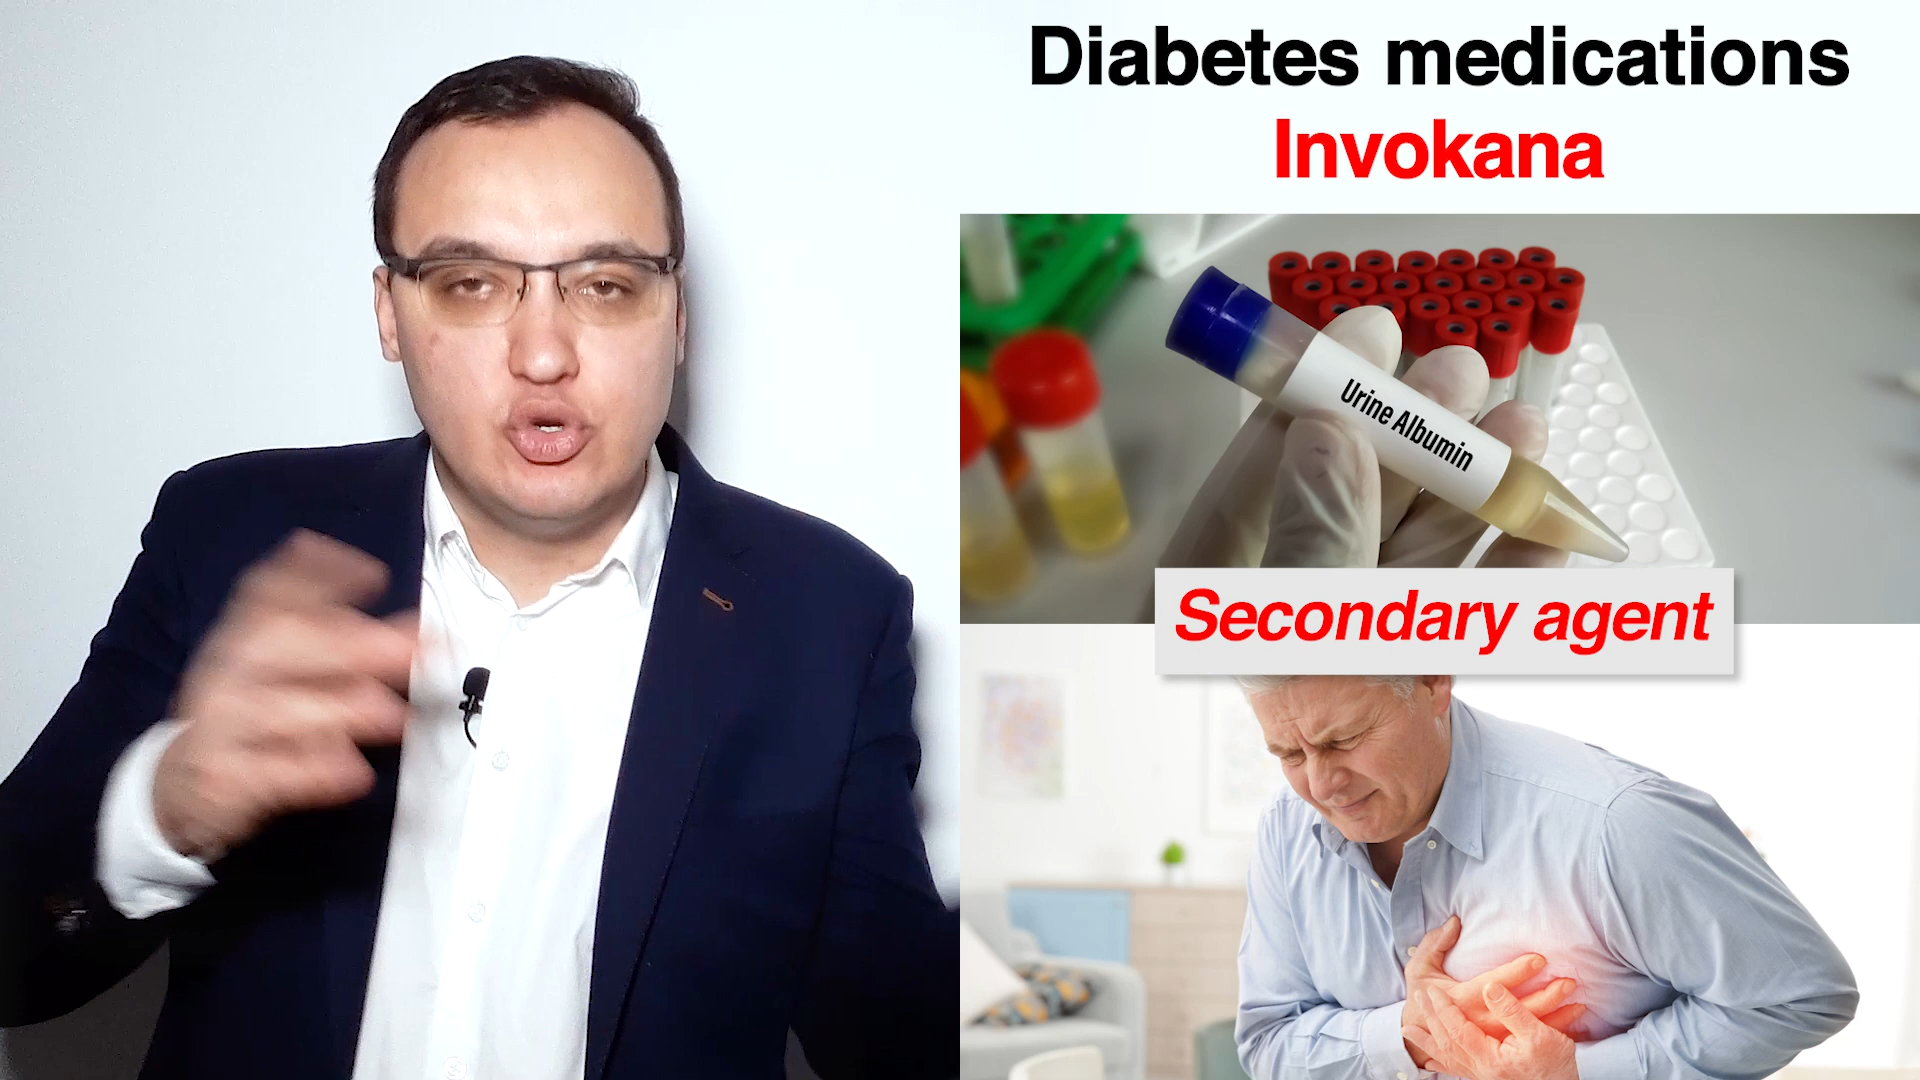 Diabetes medications
Invokana
Urine Albumin
Secondary agent